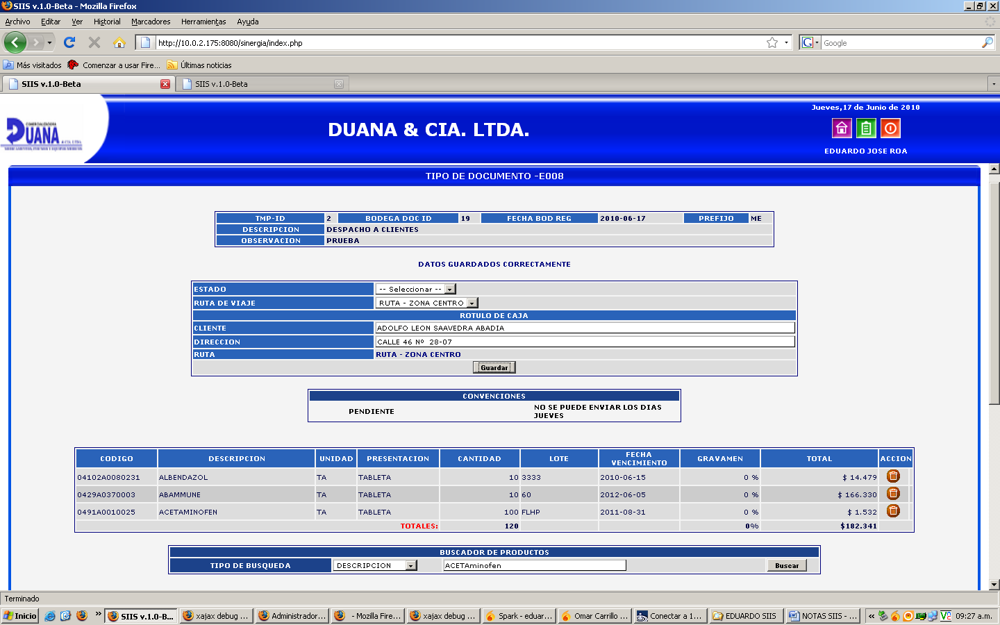 SIIS v.1.0-Beta - Mozilla Firefox
Archivo Editar Ver Historial Marcadores Herramientas Ayuda
http://10.0.2.175:8080/sinergia/index.php
Google
Más visitados Comenzar a usar Fire... Últimas noticias
SIIS v.1.0-Beta SIIS v.1.0-Beta
Jueves,17 de Junio de 2010
DUANA & CIA. LTDA.
COMERCIALIZADORA
DUANA & CIA. LTDA
EDUARDO JOSE ROA
TIPO DE DOCUMENTO -E008
TMP-ID 2 BODEGA DOC ID 19 FECHA BOD REG 2010-06-17 PREFIJO ME
DESCRIPCION DESPACHO A CLIENTES
OBSERVACION PRUEBA
DATOS GUARDADOS CORRECTAMENTE
ESTADO -- Seleccionar --
RUTA DE VIAJE RUTA - ZONA CENTRO
ROTULO DE CAJA
CLIENTE ADOLFO LEON SAAVEDRA ABADIA
DIRECCION CALLE 46 Nº 28-07
RUTA RUTA - ZONA CENTRO
Guardar
CONVENCIONES
PENDIENTE NO SE PUEDE ENVIAR LOS DIAS
JUEVES
CODIGO DESCRIPCION UNIDAD PRESENTACION CANTIDAD LOTE FECHA VENCIMIENTO GRAVAMEN TOTAL ACCION
04102A0080231 ALBENDAZOL TA TABLETA 10 3333 2010-06-15 0 % $ 14.479
0429A0370003 ABAMMUNE TA TABLETA 10 60 2012-06-05 0 % $ 166.330
0491A0010025 ACETAMINOFEN TA TABLETA 100 FLHP 2011-08-31 0 % $ 1.532
TOTALES: 120 0% $182.341
BUSCADOR DE PRODUCTOS
TIPO DE BUSQUEDA DESCRIPCION ACETAminofen Buscar
Terminado
Inicio » SIIS v.1.0-B... xajax debug ... Administrador... - Mozilla Fire... xajax debug ... Spark - eduar... Omar Carrillo ... Conectar a 1... EDUARDO SIIS NOTAS SIIS - ... « 09:27 a.m.